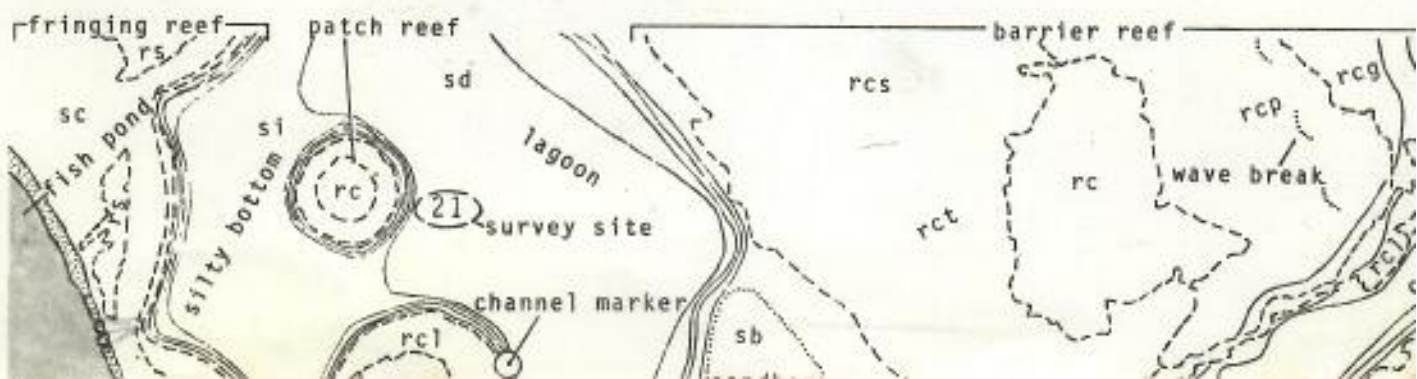 fringing reef
patch reef
barrier reef
rs
sd
rcs
rcg
sc
fish pond
si
rcp
lagoon
silty bottom
rc
rc
wave break
rs
21
survey site
rct
rcl
channel marker
rcl
sb